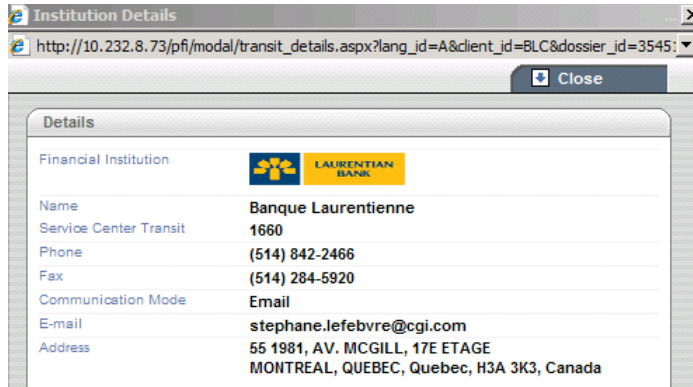 Institution Details
http://10.232.8.73/pfi/modal/transit_details.aspx?lang_id=A&client_id=BLC&dossier_id=3545
Close
Details
Financial Institution
LAURENTIAN
BANK
Name Banque Laurentienne
Service Center Transit 1660
Phone (514) 842-2466
Fax (514) 284-5920
Communication Mode Email
E-mail stephane.lefebvre@cgi.com
Address 55 1981, AV. MCGILL, 17E ETAGE
MONTREAL, QUEBEC, Quebec, H3A 3K3, Canada